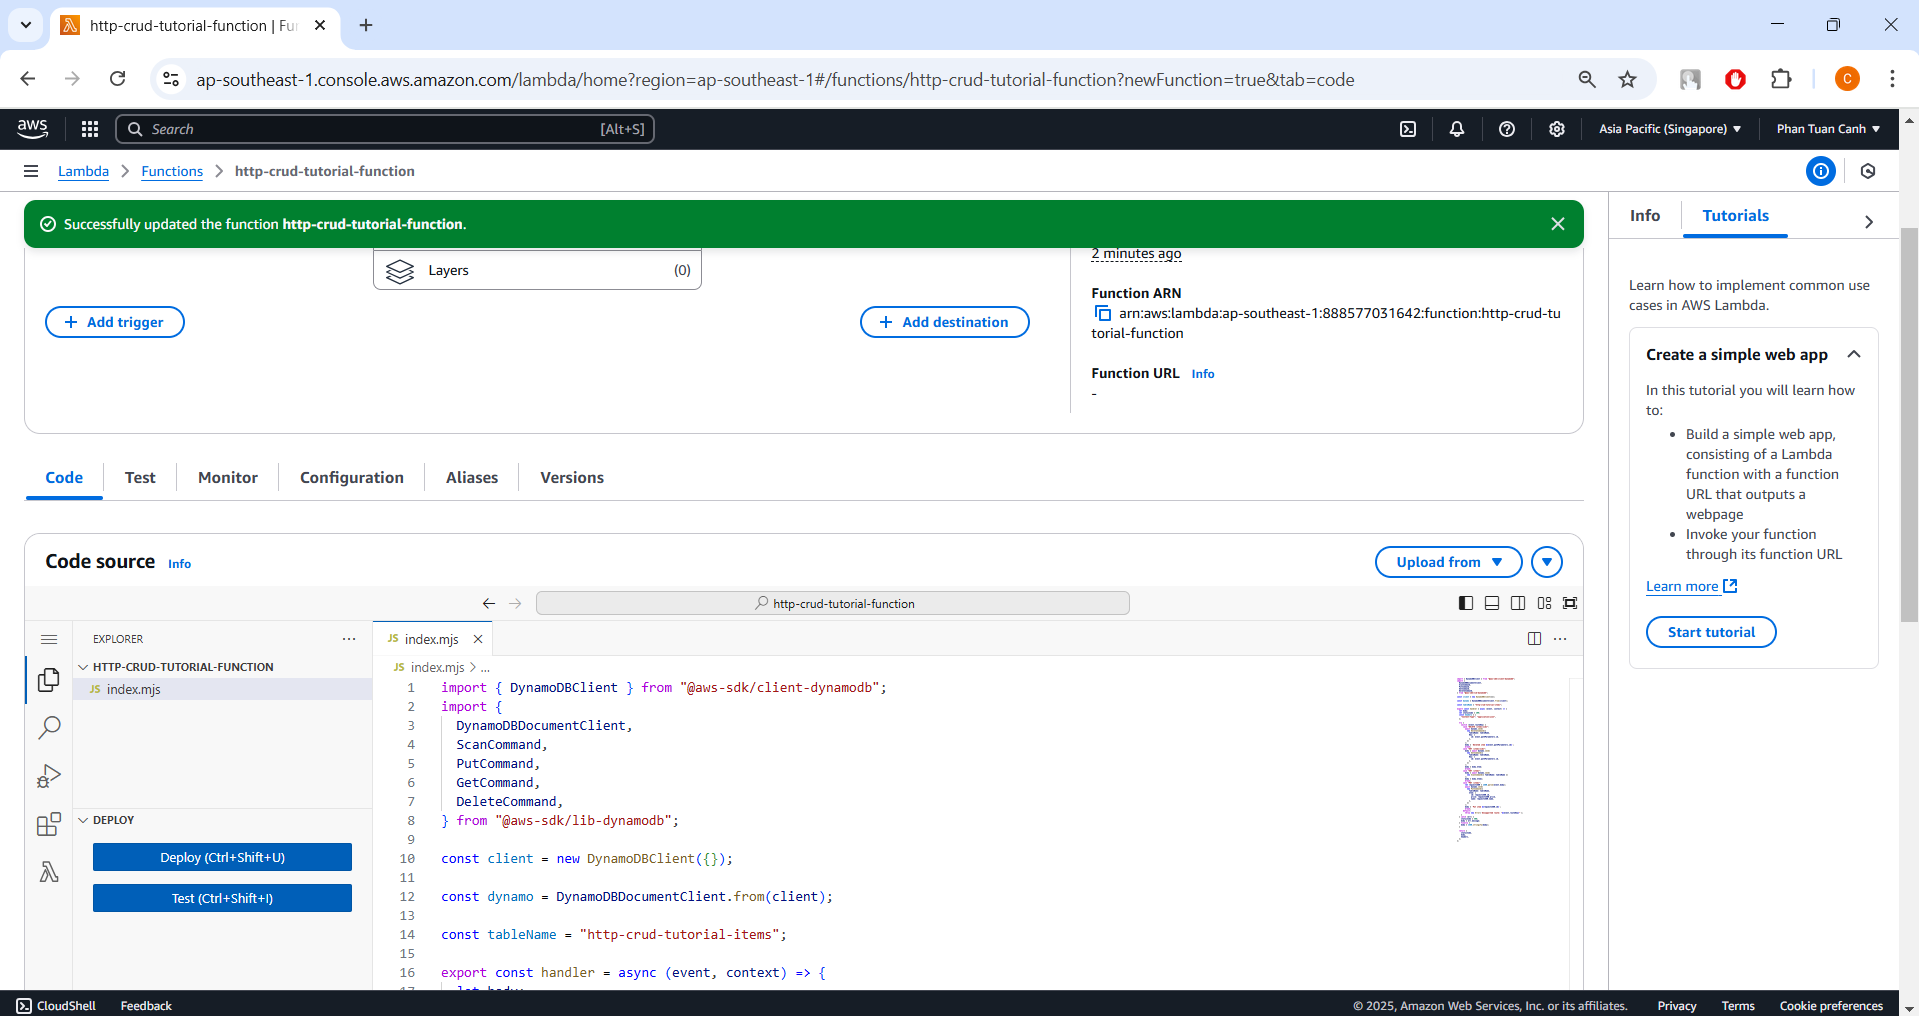 http-crud-tutorial-function | Fu
ap-southeast-1.console.aws.amazon.com/lambda/home?region=ap-southeast-1#/functions/http-crud-tutorial-function?newFunction=true&tab=code
C
aws
Search [Alt+S]
Asia Pacific (Singapore)
Phan Tuan Canh
Lambda
Functions
http-crud-tutorial-function
Successfully updated the function http-crud-tutorial-function.
Layers (0)
Add trigger
Add destination
2 minutes ago
Function ARN
arn:aws:lambda:ap-southeast-1:888577031642:function:http-crud-tu
torial-function
Function URL Info
-
Info
Tutorials
Learn how to implement common use
cases in AWS Lambda.
Create a simple web app
In this tutorial you will learn how
to:
• Build a simple web app,
consisting of a Lambda
function with a function
URL that outputs a
webpage
• Invoke your function
through its function URL
Learn more
Start tutorial
Code
Test
Monitor
Configuration
Aliases
Versions
Code source Info
Upload from
http-crud-tutorial-function
EXPLORER
HTTP-CRUD-TUTORIAL-FUNCTION
JS index.mjs
DEPLOY
Deploy (Ctrl+Shift+U)
Test (Ctrl+Shift+I)
JS index.mjs
JS index.mjs > ...
1 import { DynamoDBClient } from "@aws-sdk/client-dynamodb";
2 import {
3 DynamoDBDocumentClient,
4 ScanCommand,
5 PutCommand,
6 GetCommand,
7 DeleteCommand,
8 } from "@aws-sdk/lib-dynamodb";
9
10 const client = new DynamoDBClient({});
11
12 const dynamo = DynamoDBDocumentClient.from(client);
13
14 const tableName = "http-crud-tutorial-items";
15
16 export const handler = async (event, context) => {
17 let body;
CloudShell
Feedback
© 2025, Amazon Web Services, Inc. or its affiliates.
Privacy
Terms
Cookie preferences